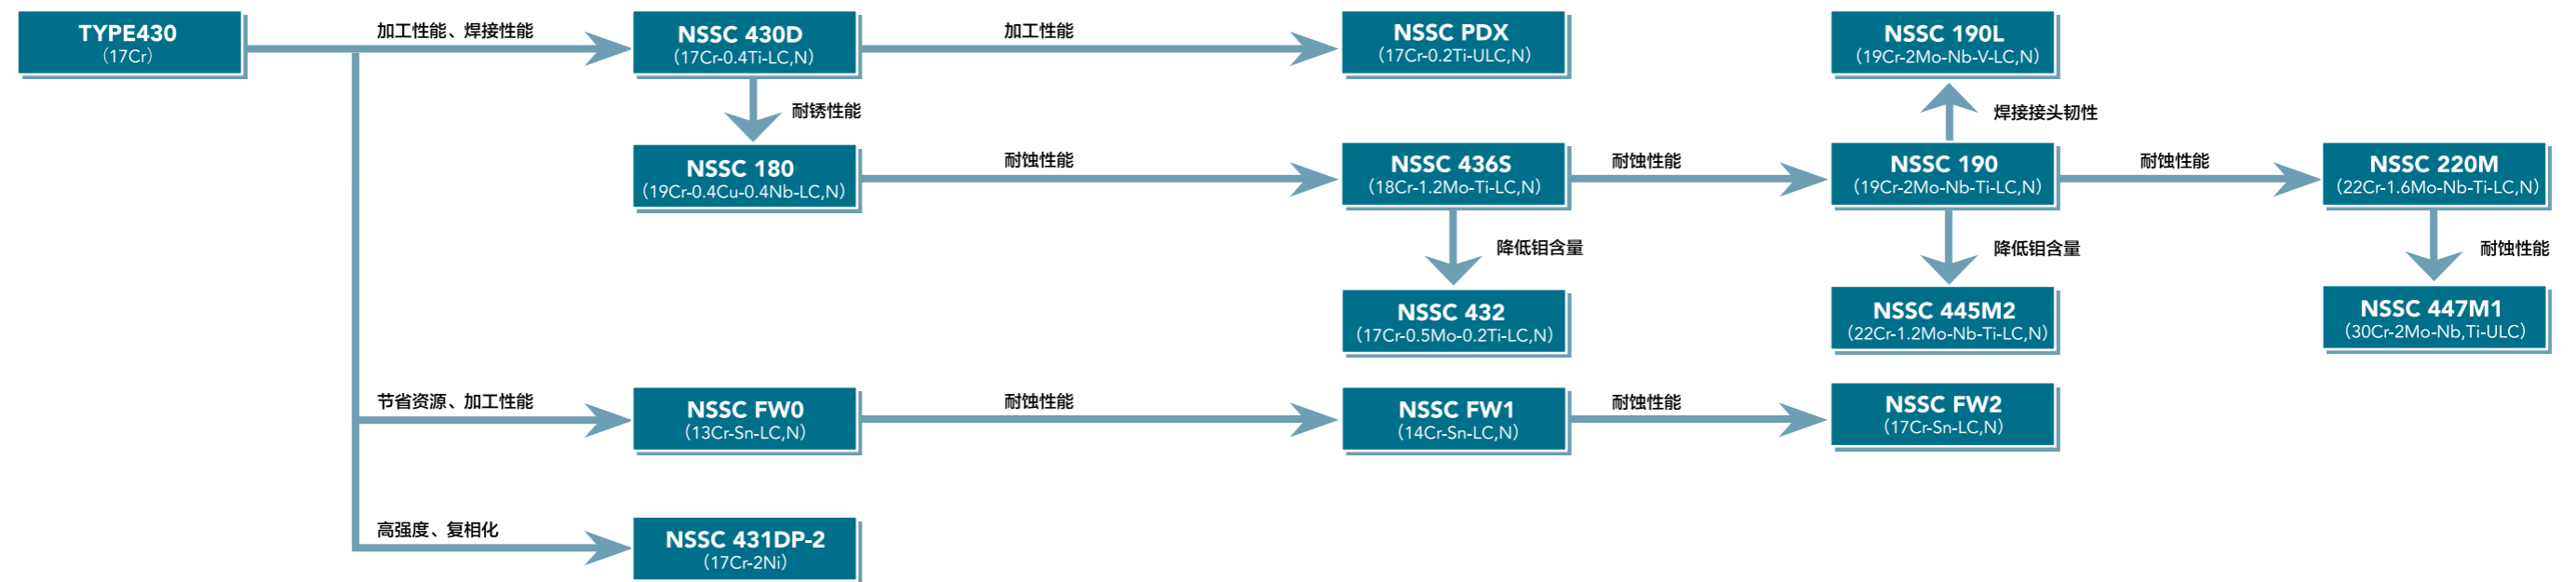 TYPE430
（17Cr）
加工性能、焊接性能
NSSC 430D
（17Cr-0.4Ti-LC,N）
加工性能
NSSC PDX
（17Cr-0.2Ti-ULC,N）
NSSC 190L
（19Cr-2Mo-Nb-V-LC,N）
耐锈性能
焊接接头韧性
NSSC 180
（19Cr-0.4Cu-0.4Nb-LC,N）
耐蚀性能
NSSC 436S
（18Cr-1.2Mo-Ti-LC,N）
耐蚀性能
NSSC 190
（19Cr-2Mo-Nb-Ti-LC,N）
耐蚀性能
NSSC 220M
（22Cr-1.6Mo-Nb-Ti-LC,N）
降低钼含量
降低钼含量
耐蚀性能
NSSC 432
（17Cr-0.5Mo-0.2Ti-LC,N）
NSSC 445M2
（22Cr-1.2Mo-Nb-Ti-LC,N）
NSSC 447M1
（30Cr-2Mo-Nb,Ti-ULC）
节省资源、加工性能
NSSC FW0
（13Cr-Sn-LC,N）
耐蚀性能
NSSC FW1
（14Cr-Sn-LC,N）
耐蚀性能
NSSC FW2
（17Cr-Sn-LC,N）
高强度、复相化
NSSC 431DP-2
（17Cr-2Ni）